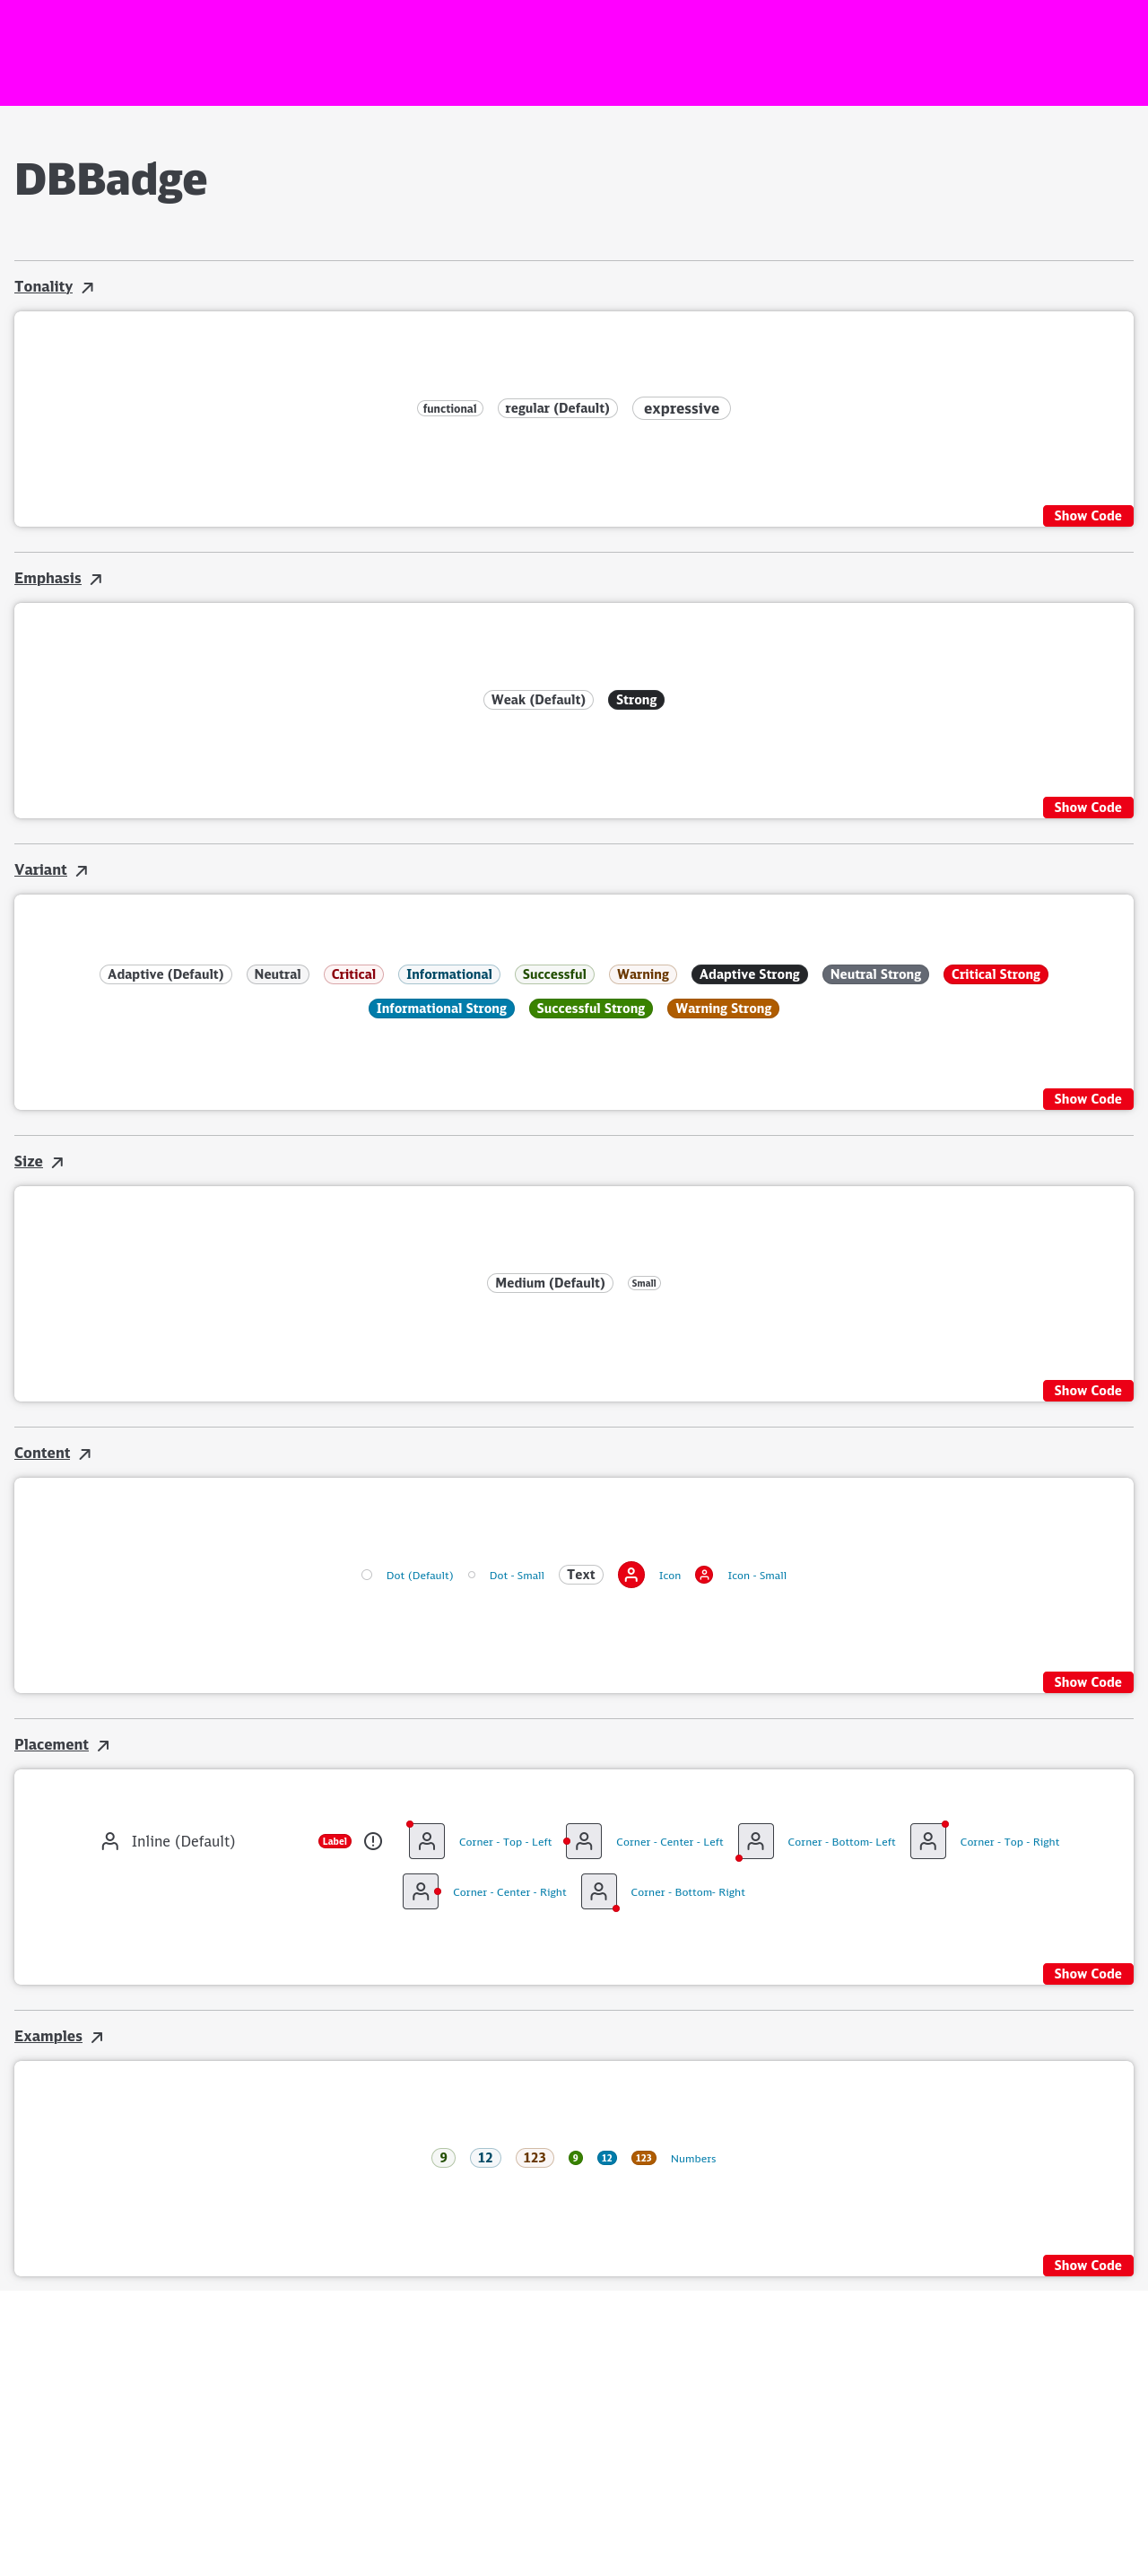 DBBadge
Tonality
functional regular (Default) expressive
Show Code
Emphasis
Weak (Default) Strong
Show Code
Variant
Adaptive (Default) Neutral Critical Informational Successful Warning Adaptive Strong Neutral Strong Critical Strong
Informational Strong Successful Strong Warning Strong
Show Code
Size
Medium (Default) Small
Show Code
Content
Dot (Default) Dot - Small Text Icon Icon - Small
Show Code
Placement
Inline (Default) Label Corner - Top - Left Corner - Center - Left Corner - Bottom- Left Corner - Top - Right
Corner - Center - Right Corner - Bottom- Right
Show Code
Examples
9 12 123 9 12 123 Numbers
Show Code